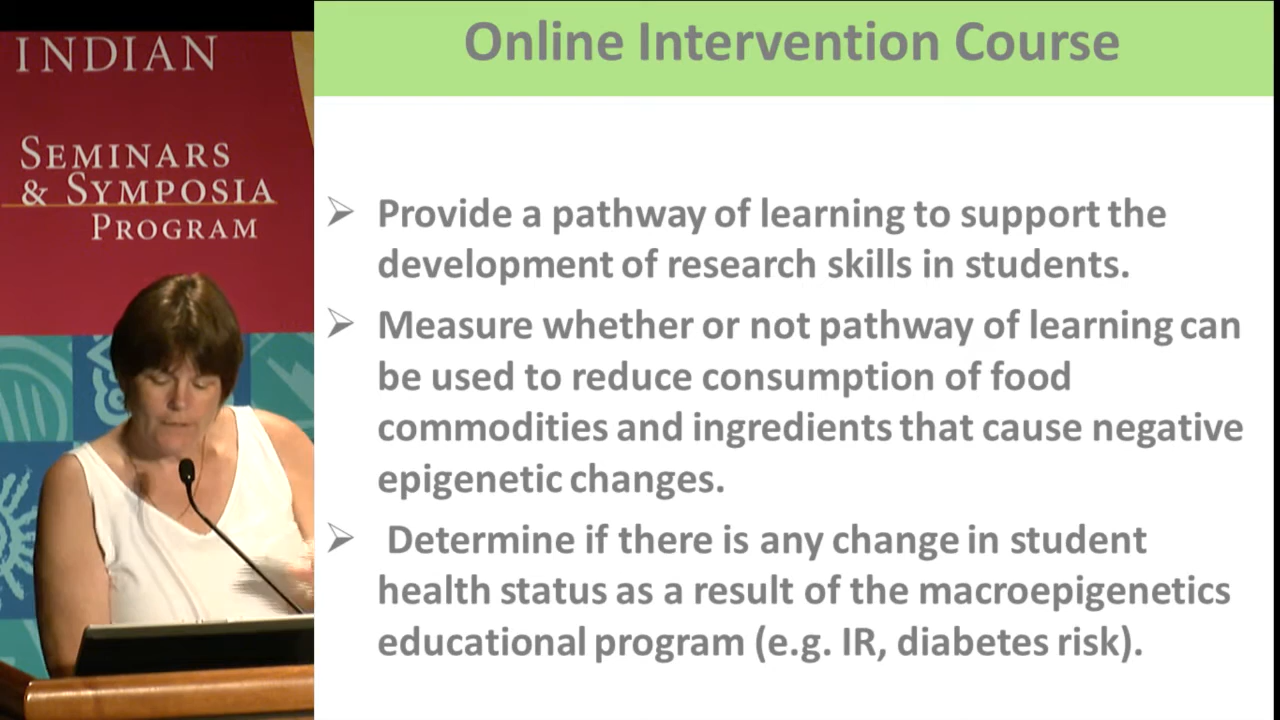 INDIAN
SEMINARS
& SYMPOSIA
PROGRAM
Online Intervention Course
Provide a pathway of learning to support the
development of research skills in students.
Measure whether or not pathway of learning can
be used to reduce consumption of food
commodities and ingredients that cause negative
epigenetic changes.
Determine if there is any change in student
health status as a result of the macroepigenetics
educational program (e.g. IR, diabetes risk).